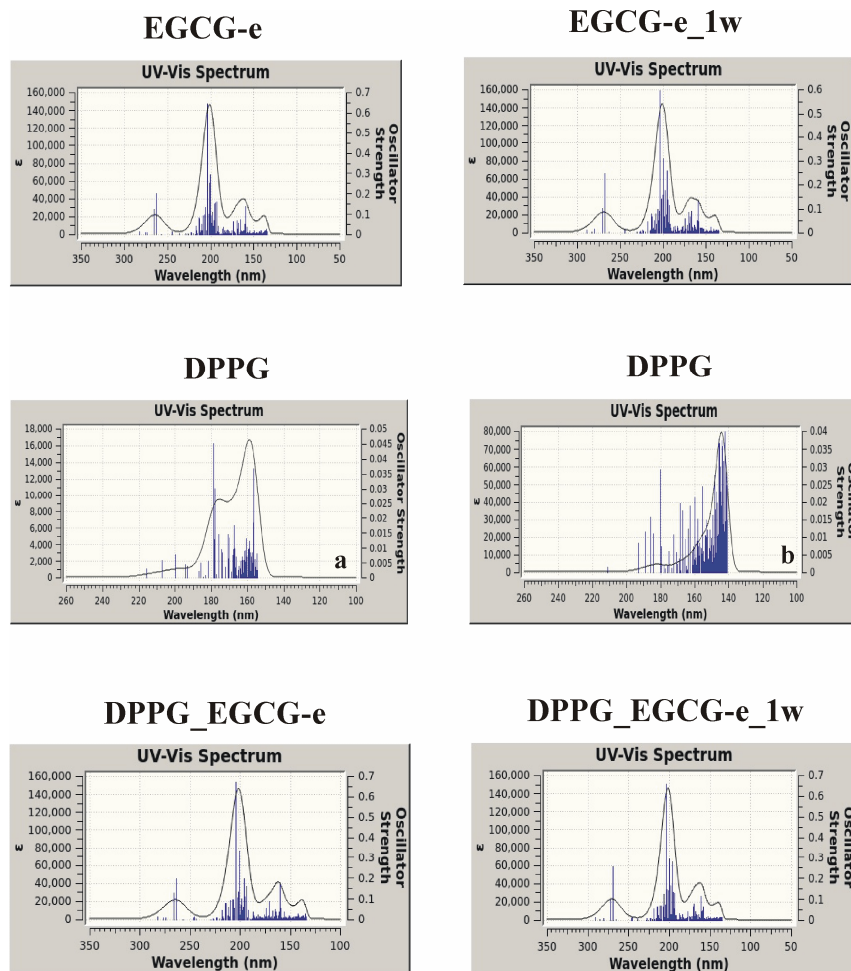 EGCG-e
UV-Vis Spectrum
160,000
140,000
120,000
100,000
80,000
60,000
40,000
20,000
0
ε
0.7
0.6
0.5
0.4
0.3
0.2
0.1
0
Oscillator
Strength
350 300 250 200 150 100 50
Wavelength (nm)
EGCG-e_1w
UV-Vis Spectrum
160,000
140,000
120,000
100,000
80,000
60,000
40,000
20,000
0
ε
0.6
0.5
0.4
0.3
0.2
0.1
0
Oscillator
Strength
350 300 250 200 150 100 50
Wavelength (nm)
DPPG
UV-Vis Spectrum
18,000
16,000
14,000
12,000
10,000
8,000
6,000
4,000
2,000
0
ε
0.05
0.045
0.04
0.035
0.03
0.025
0.02
0.015
0.01
0.005
0
Oscillator Strength
a
260 240 220 200 180 160 140 120 100
Wavelength (nm)
DPPG
UV-Vis Spectrum
80,000
70,000
60,000
50,000
40,000
30,000
20,000
10,000
0
ε
0.04
0.035
0.03
0.025
0.02
0.015
0.01
0.005
0
Strength
b
260 240 220 200 180 160 140 120 100
Wavelength (nm)
DPPG_EGCG-e
UV-Vis Spectrum
160,000
140,000
120,000
100,000
80,000
60,000
40,000
20,000
0
ε
0.7
0.6
0.5
0.4
0.3
0.2
0.1
0
Oscillator
Strength
350 300 250 200 150 100
Wavelength (nm)
DPPG_EGCG-e_1w
UV-Vis Spectrum
160,000
140,000
120,000
100,000
80,000
60,000
40,000
20,000
0
ε
0.7
0.6
0.5
0.4
0.3
0.2
0.1
0
Oscillator
Strength
350 300 250 200 150 100 50
Wavelength (nm)